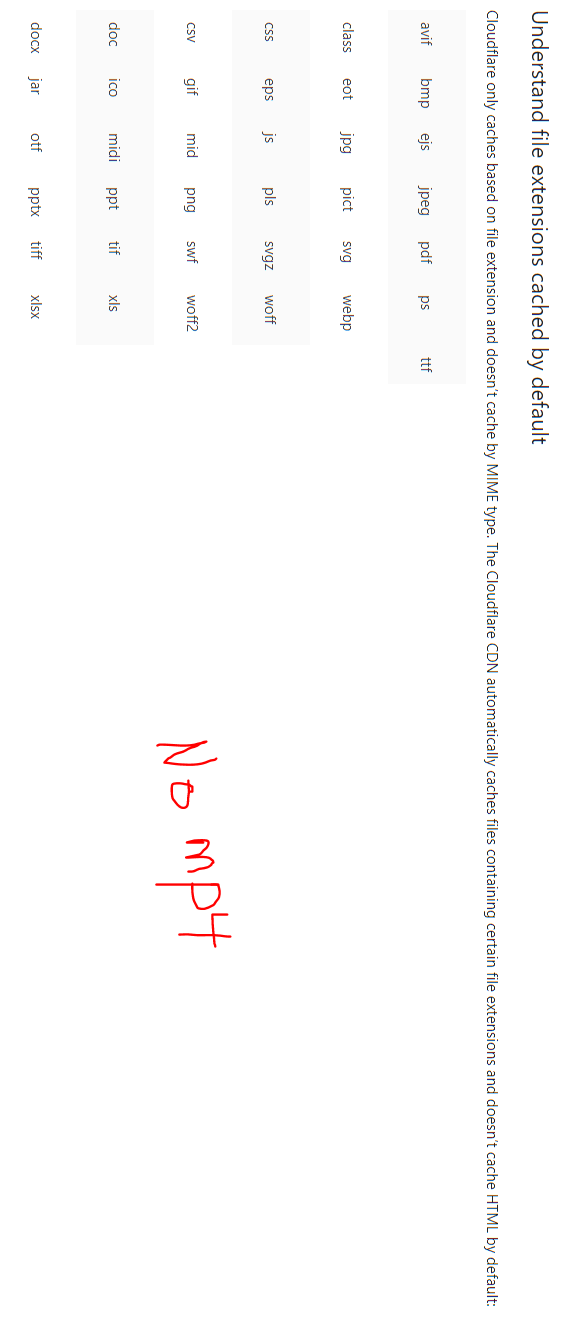 Understand file extensions cached by default
Cloudflare only caches based on file extension and doesn't cache by MIME type. The Cloudflare CDN automatically caches files containing certain file extensions and doesn't cache HTML by default:
avif bmp ejs jpeg pdf ps ttf
class eot jpg pict svg webp
css eps js pls svgz woff
csv gif mid png swf woff2
doc ico midi ppt tif xls
docx jar otf pptx tiff xlsx
No mp4